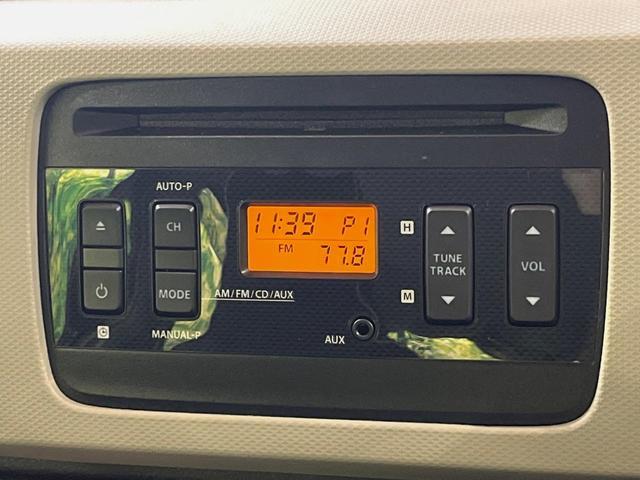 AUTO-P
CH
MODE
MANUAL-P
11:39 P1
FM 77.8
AM/FM/CD/AUX
AUX
H
M
TUNE
TRACK
VOL